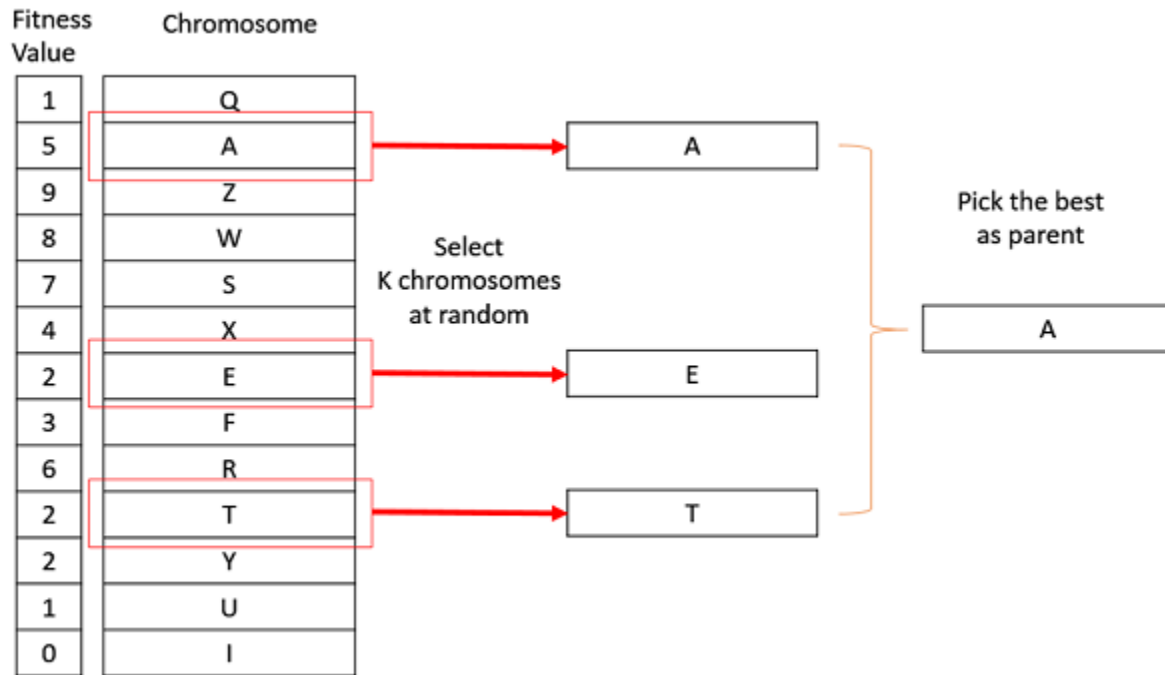 Fitness
Value
Chromosome
1 Q
5 A
A
9 Z
8 W
7 S
4 X
2 E
3 F
6 R
2 T
2 Y
1 U
0 I
Select
K chromosomes
at random
E
T
Pick the best
as parent
A